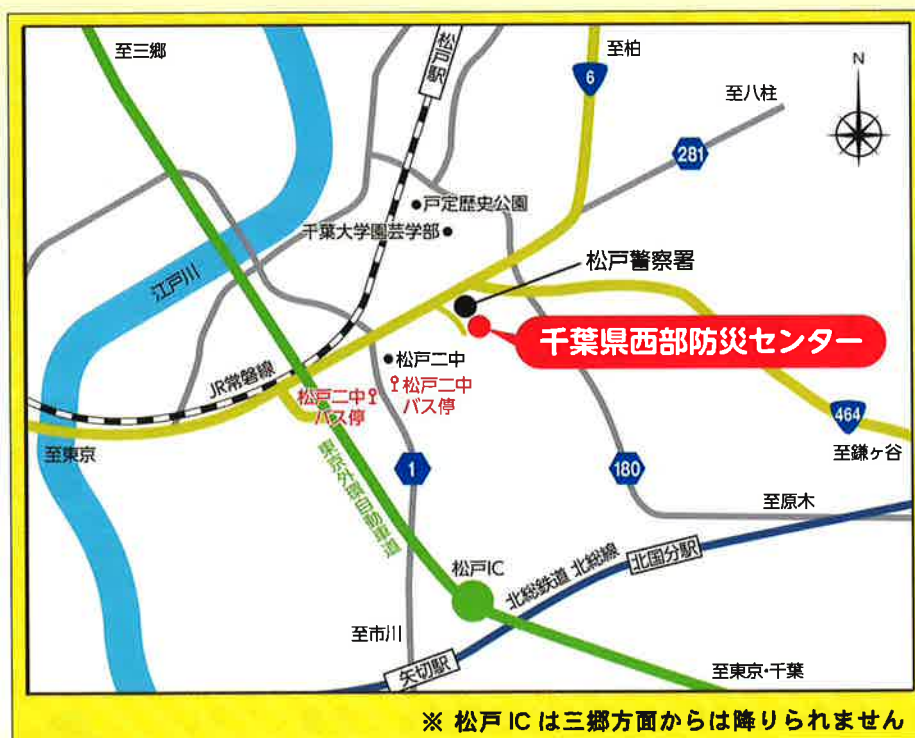 至三郷
松戸駅
至柏
6
至八柱
N
281
戸定歴史公園
千葉大学園芸学部
江戸川
松戸警察署
千葉県西部防災センター
JR常磐線
松戸二中
松戸二中
バス停
松戸二中
バス停
464
至東京
至鎌ヶ谷
1
180
東京外環自動車道
至原木
松戸IC
北総鉄道 北総線
北国分駅
至市川
矢切駅
至東京・千葉
※ 松戸 IC は三郷方面からは降りられません